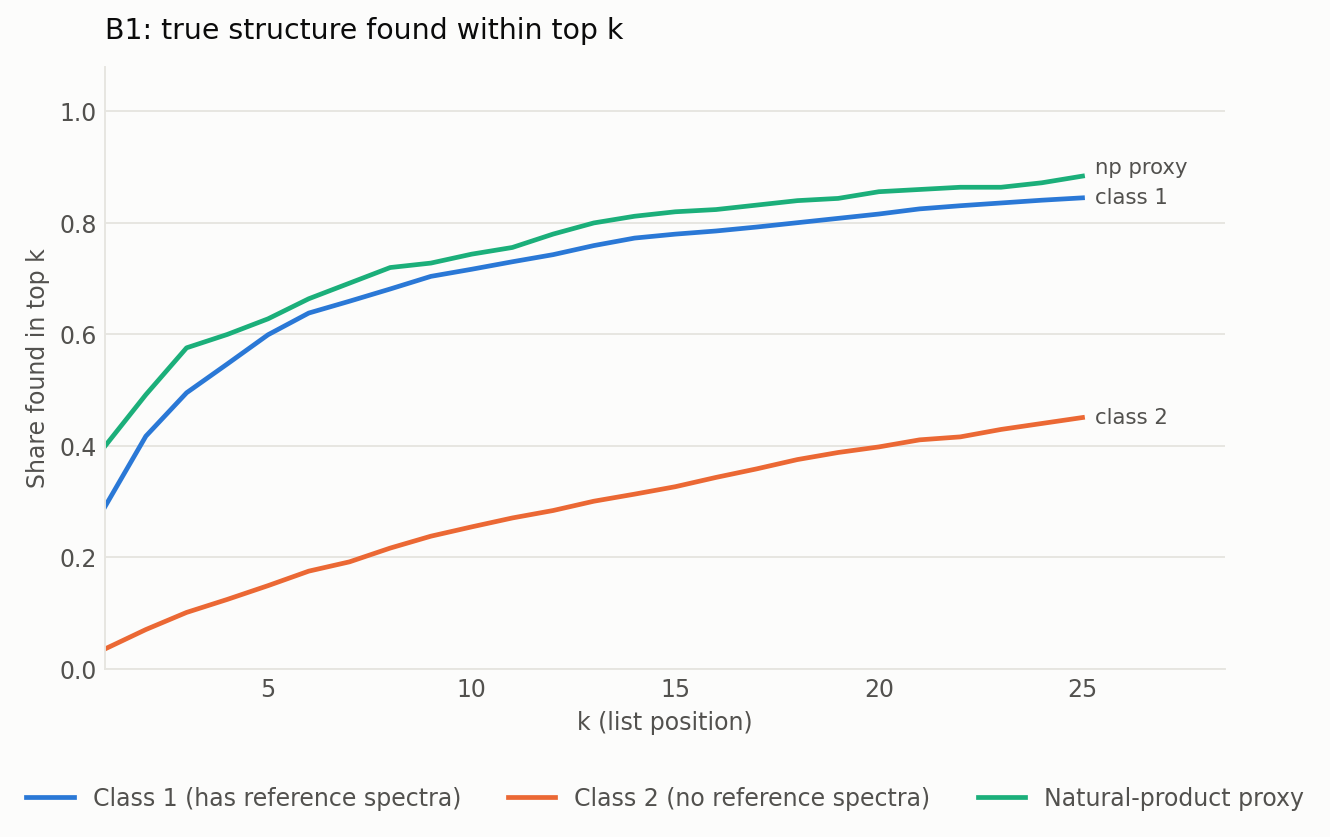 B1: true structure found within top k
Share found in top k
1.0
0.8
0.6
0.4
0.2
0.0
np proxy
class 1
class 2
5 10 15 20 25
k (list position)
Class 1 (has reference spectra) Class 2 (no reference spectra) Natural-product proxy